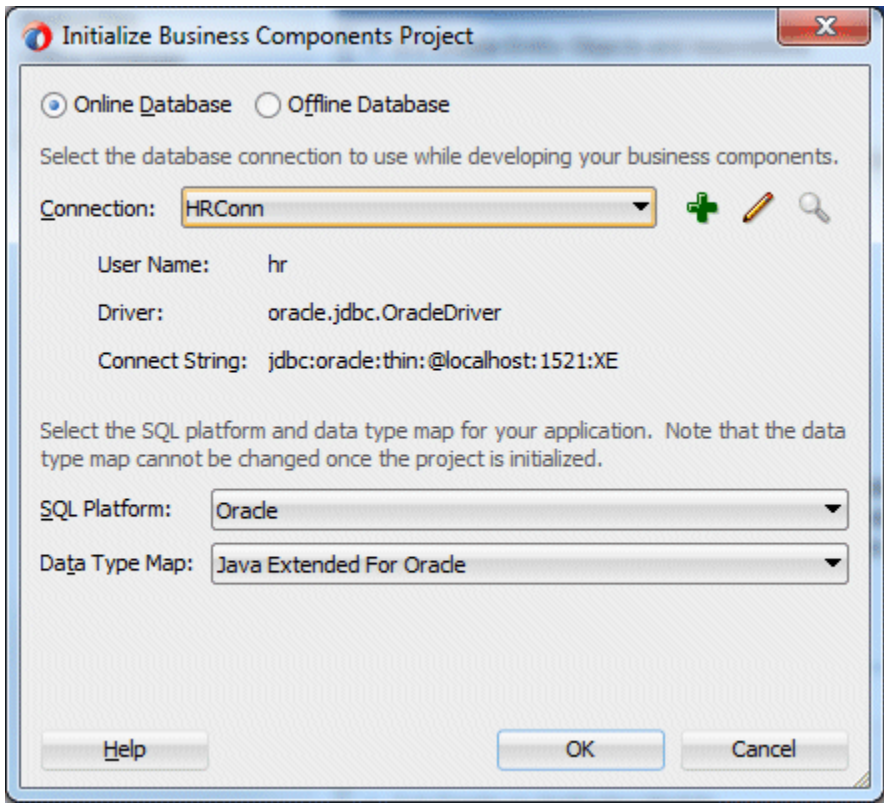 Initialize Business Components Project
Online Database Offline Database
Select the database connection to use while developing your business components.
Connection: HRConn
User Name: hr
Driver: oracle.jdbc.OracleDriver
Connect String: jdbc:oracle:thin:@localhost:1521:XE
Select the SQL platform and data type map for your application. Note that the data
type map cannot be changed once the project is initialized.
SQL Platform: Oracle
Data Type Map: Java Extended For Oracle
Help OK Cancel